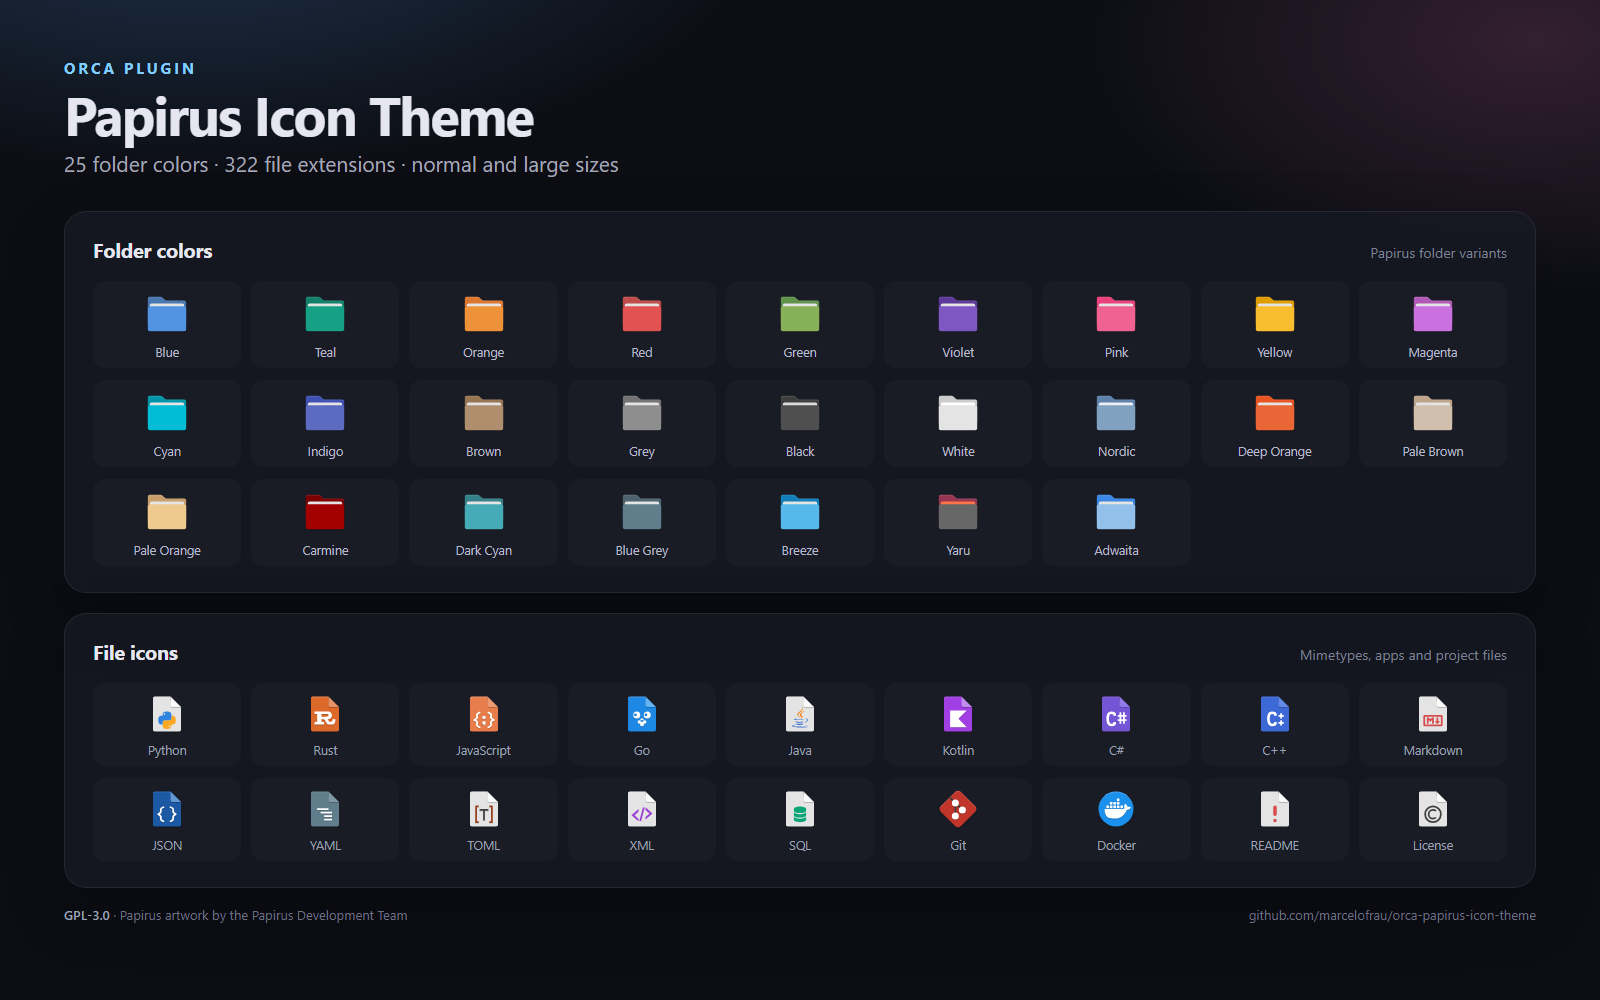 ORCA PLUGIN
Papirus Icon Theme
25 folder colors · 322 file extensions · normal and large sizes
Folder colors
Papirus folder variants
Blue
Teal
Orange
Red
Green
Violet
Pink
Yellow
Magenta
Cyan
Indigo
Brown
Grey
Black
White
Nordic
Deep Orange
Pale Brown
Pale Orange
Carmine
Dark Cyan
Blue Grey
Breeze
Yaru
Adwaita
File icons
Mimetypes, apps and project files
Python
R
Rust
{;}
JavaScript
Go
Java
Kotlin
C#
C#
C‡
C++
M↓
Markdown
{}
JSON
YAML
[T]
TOML
</>
XML
SQL
Git
Docker
!
README
©
License
GPL-3.0 · Papirus artwork by the Papirus Development Team
github.com/marcelofrau/orca-papirus-icon-theme